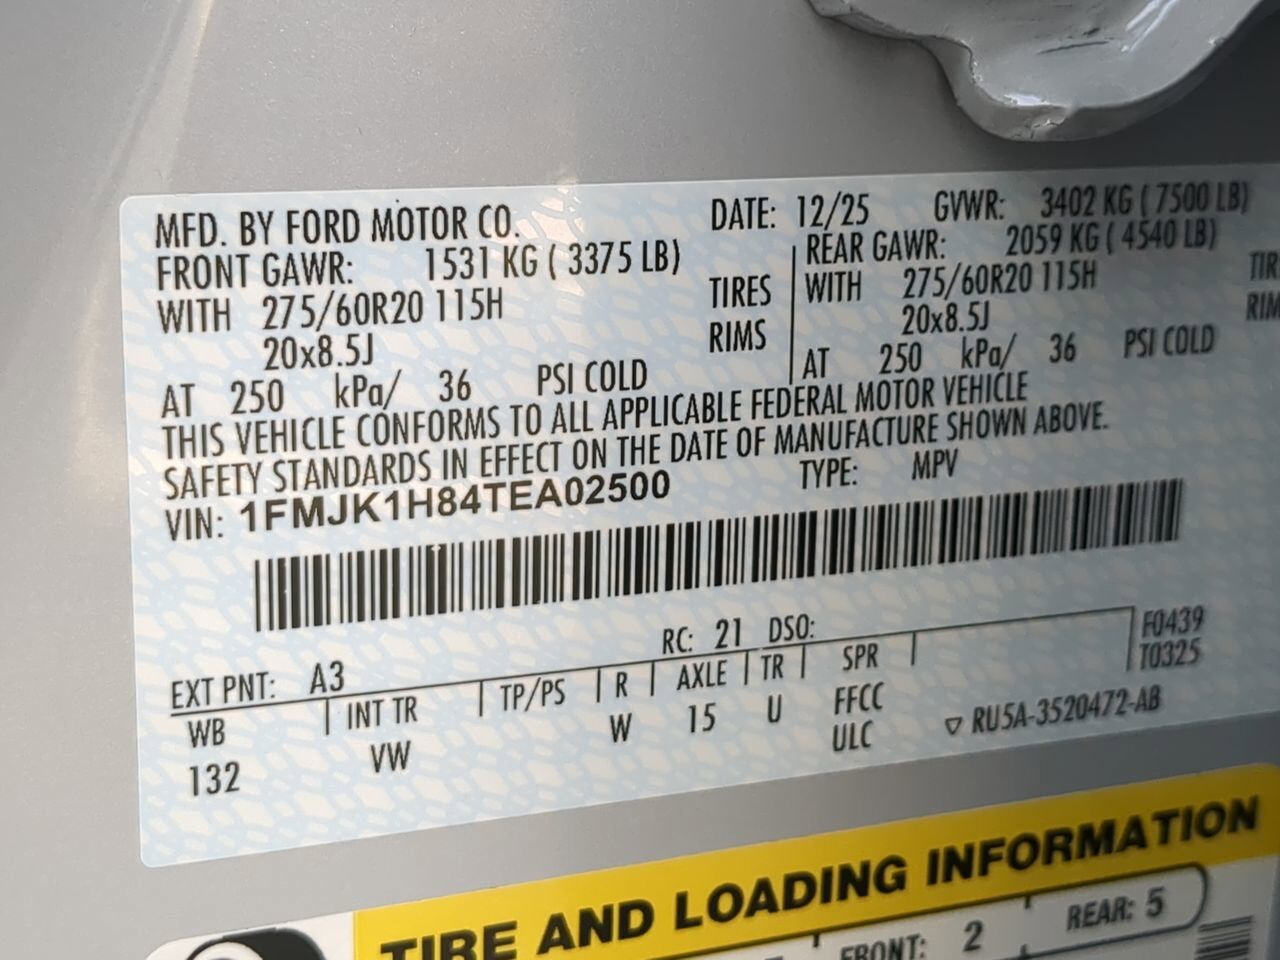 MFD. BY FORD MOTOR CO. DATE: 12/25 GVWR: 3402 KG ( 7500 LB)
FRONT GAWR: 1531 KG ( 3375 LB) REAR GAWR: 2059 KG ( 4540 LB)
WITH 275/60R20 115H TIRES WITH 275/60R20 115H TIR
20x8.5J RIMS 20x8.5J RIM
AT 250 kPa/ 36 PSI COLD AT 250 kPa/ 36 PSI COLD
THIS VEHICLE CONFORMS TO ALL APPLICABLE FEDERAL MOTOR VEHICLE
SAFETY STANDARDS IN EFFECT ON THE DATE OF MANUFACTURE SHOWN ABOVE.
VIN: 1FMJK1H84TEA02500 TYPE: MPV
EXT PNT: A3 RC: 21 DSO: F0439
WB INT TR TP/PS R AXLE TR SPR T0325
132 VW W 15 U FFCC
ULC ▽ RU5A-3520472-AB
TIRE AND LOADING INFORMATION
FRONT: 2 REAR: 5